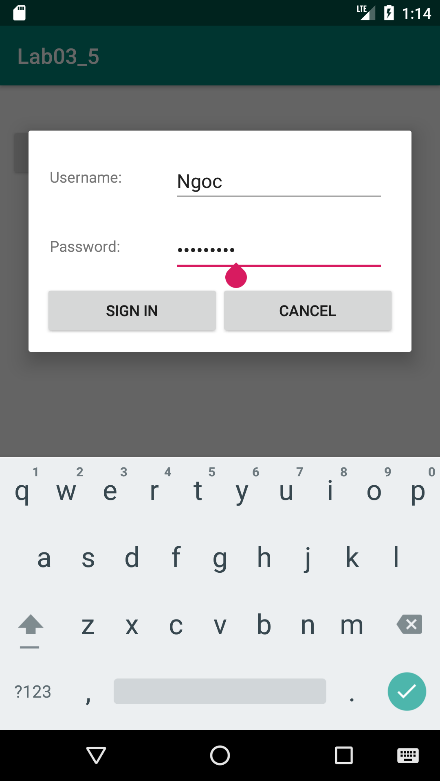 LTE 1:14
Lab03_5
Username: Ngoc
Password: •••••••••
SIGN IN CANCEL
1 2 3 4 5 6 7 8 9 0
q w e r t y u i o p
a s d f g h j k l
z x c v b n m
?123 , .